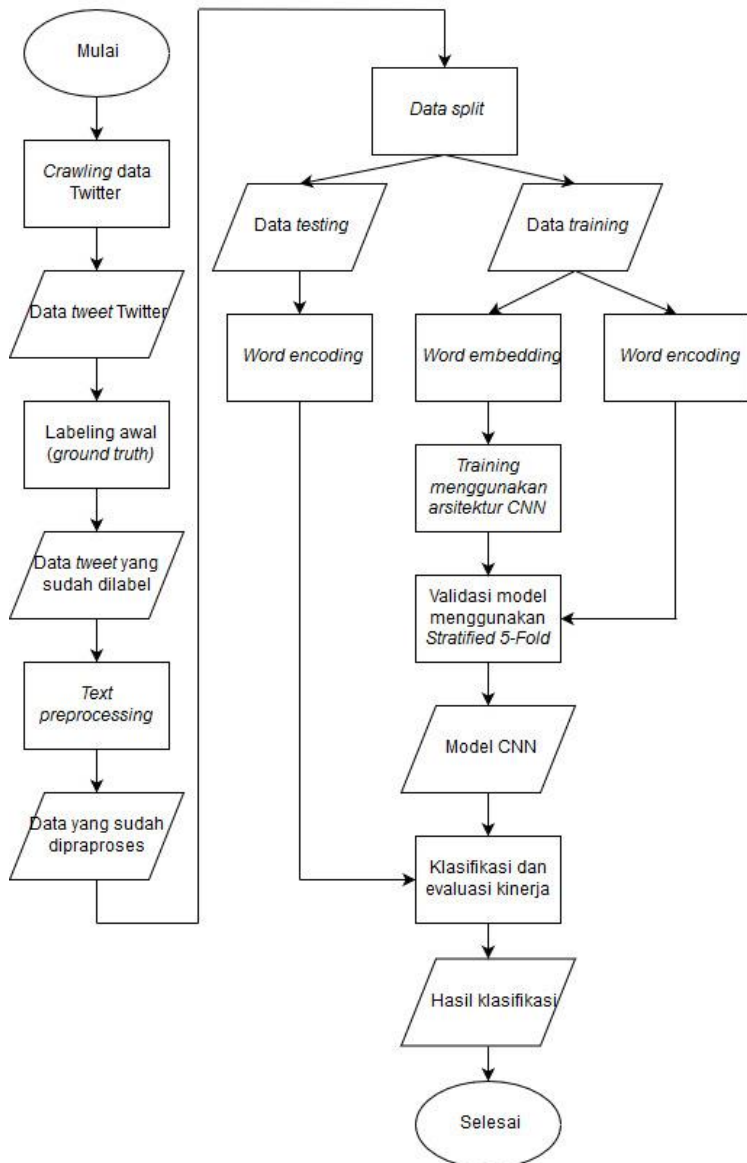 Mulai
Crawling data
Twitter
Data tweet Twitter
Labeling awal
(ground truth)
Data tweet yang
sudah dilabel
Text
preprocessing
Data yang sudah
dipraproses
Data split
Data testing
Data training
Word encoding
Word embedding
Word encoding
Training
menggunakan
arsitektur CNN
Validasi model
menggunakan
Stratified 5-Fold
Model CNN
Klasifikasi dan
evaluasi kinerja
Hasil klasifikasi
Selesai